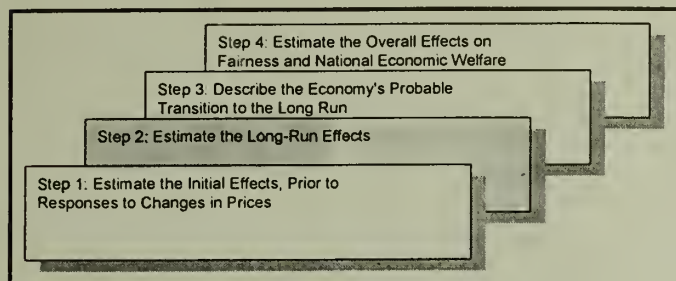 Step 4: Estimate the Overall Effects on
Fairness and National Economic Welfare
Step 3. Describe the Economy's Probable
Transition to the Long Run
Step 2: Estimate the Long-Run Effects
Step 1: Estimate the Initial Effects, Prior to
Responses to Changes in Prices